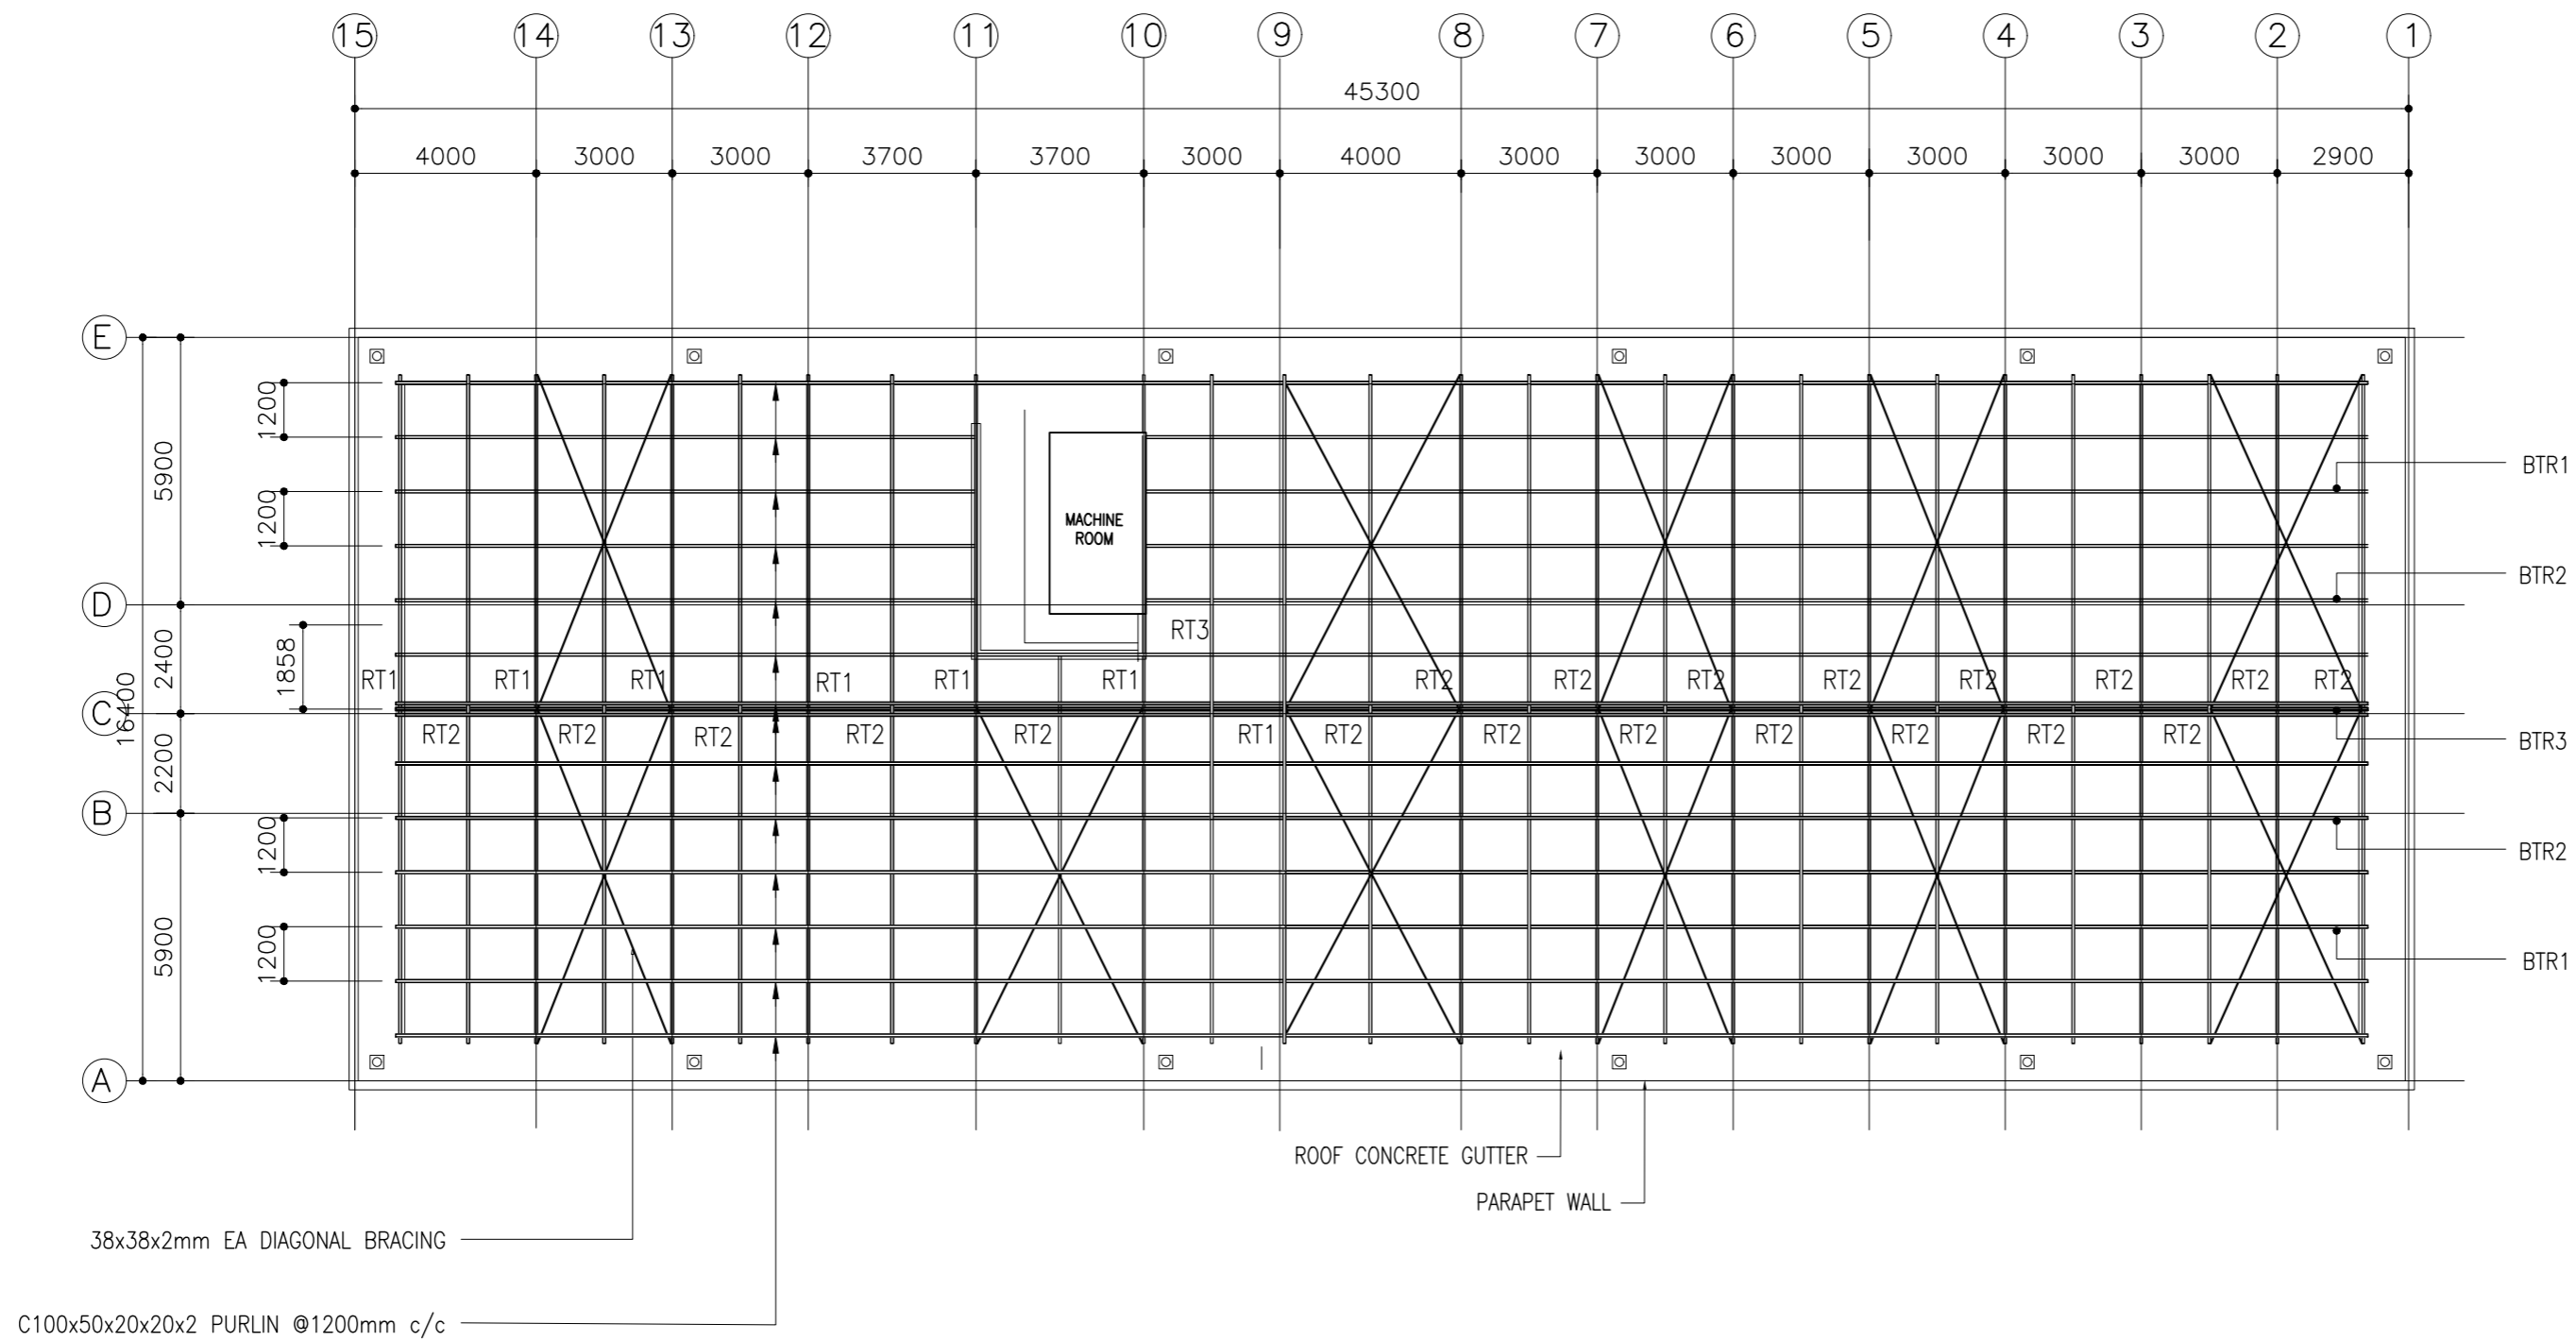 15 14 13 12 11 10 9 8 7 6 5 4 3 2 1
45300
4000 3000 3000 3700 3700 3000 4000 3000 3000 3000 3000 3000 3000 2900
E
1200
5900
1200
BTR1
MACHINE
ROOM
BTR2
D
RT3
2400
1858
RT1 RT1 RT1 RT1 RT1 RT1 RT2 RT2 RT2 RT2 RT2 RT2 RT2 RT2
C
16400
RT2 RT2 RT2 RT2 RT2 RT1 RT2 RT2 RT2 RT2 RT2 RT2 RT2
BTR3
2200
B
1200
BTR2
5900
1200
BTR1
A
ROOF CONCRETE GUTTER
PARAPET WALL
38x38x2mm EA DIAGONAL BRACING
C100x50x20x20x2 PURLIN @1200mm c/c